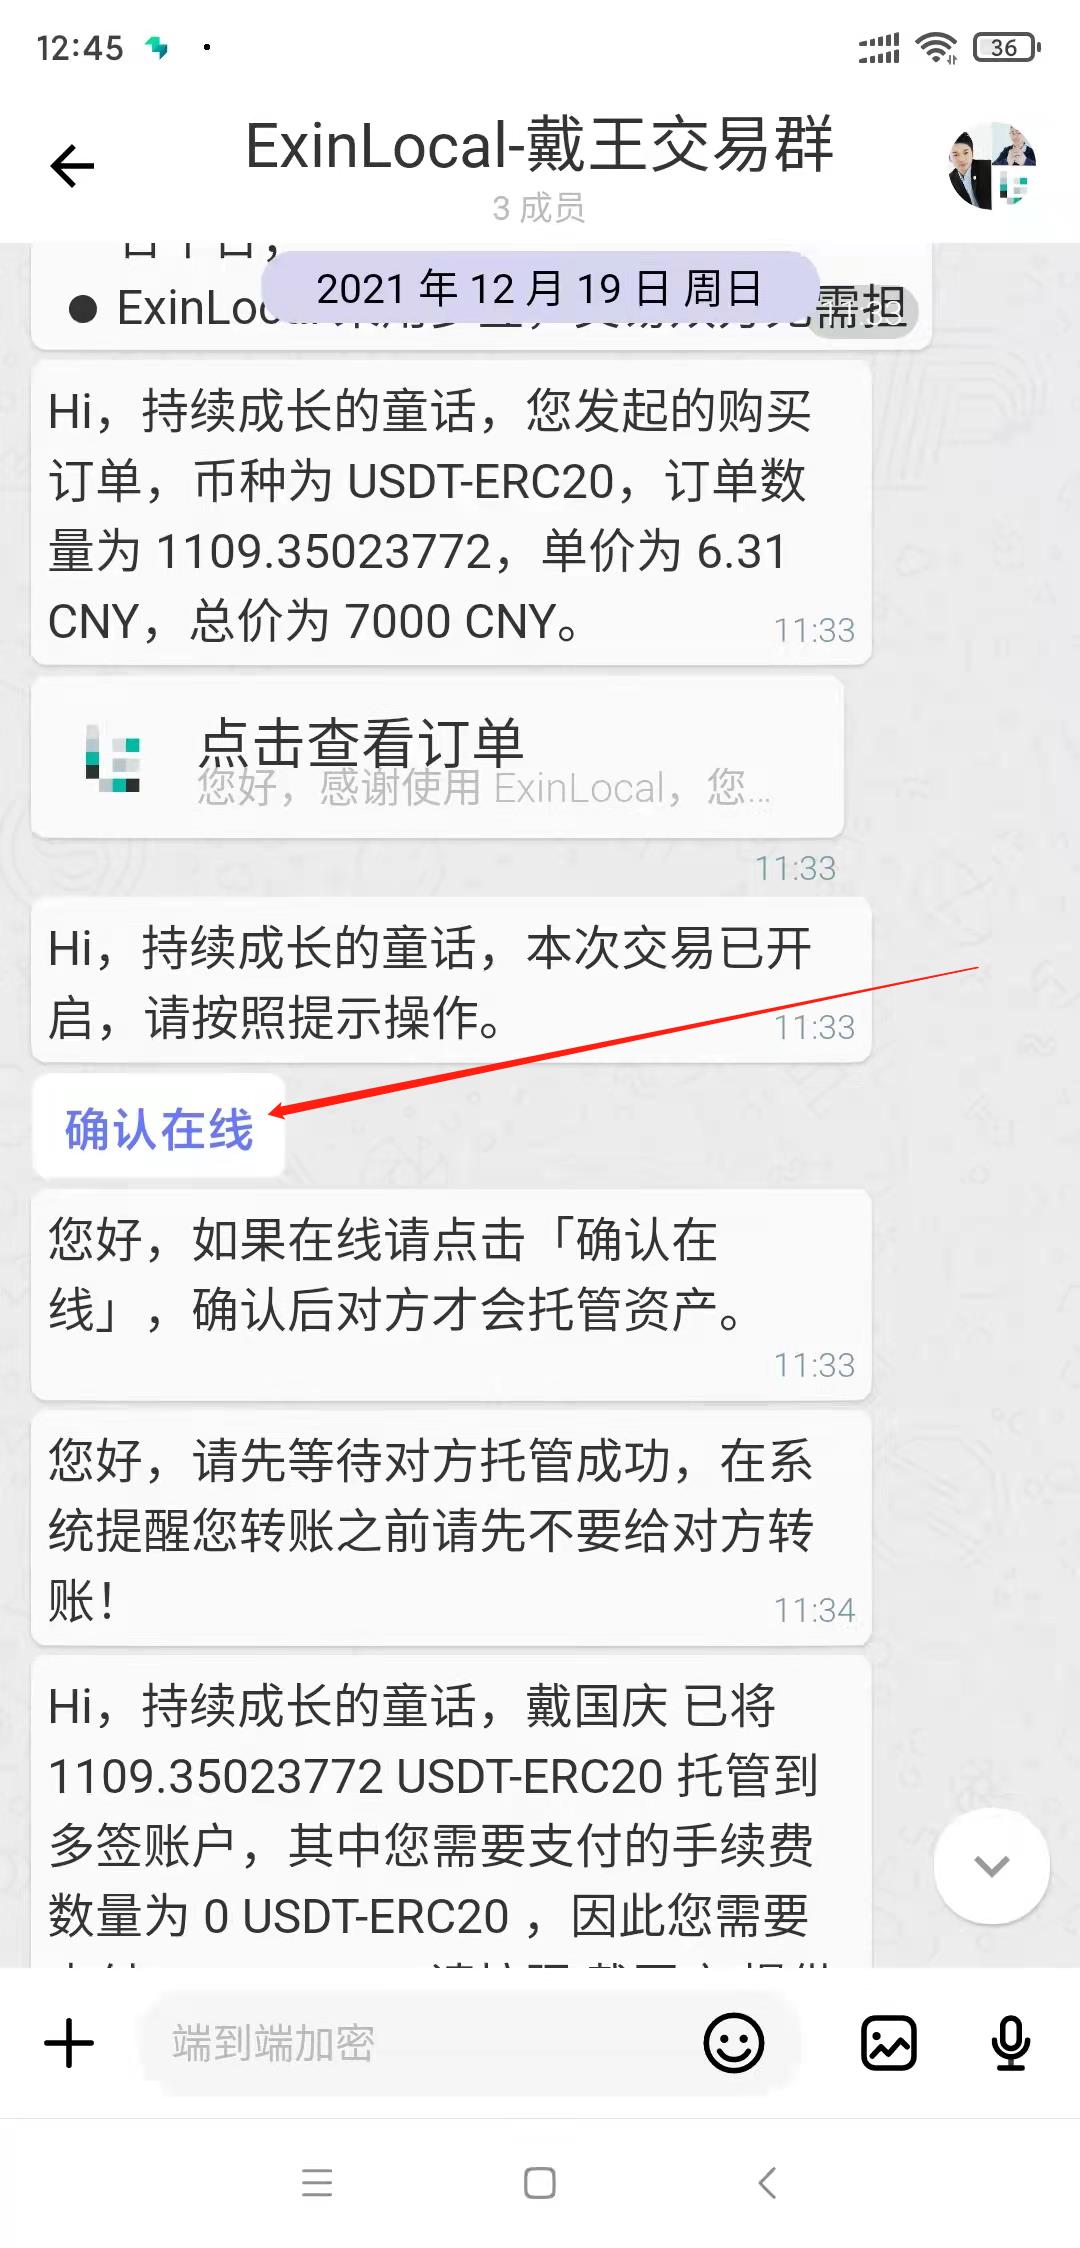 12:45
36
ExinLocal-戴王交易群
3 成员
2021 年 12 月 19 日 周日
ExinLoc
需担
11:33
Hi，持续成长的童话，您发起的购买
订单，币种为 USDT-ERC20，订单数
量为 1109.35023772，单价为 6.31
CNY，总价为 7000 CNY。
11:33
点击查看订单
您好，感谢使用 ExinLocal，您...
11:33
Hi，持续成长的童话，本次交易已开
启，请按照提示操作。
11:33
确认在线
您好，如果在线请点击「确认在
线」，确认后对方才会托管资产。
11:33
您好，请先等待对方托管成功，在系
统提醒您转账之前请先不要给对方转
账！
11:34
Hi，持续成长的童话，戴国庆 已将
1109.35023772 USDT-ERC20 托管到
多签账户，其中您需要支付的手续费
数量为 0 USDT-ERC20 ，因此您需要
端到端加密